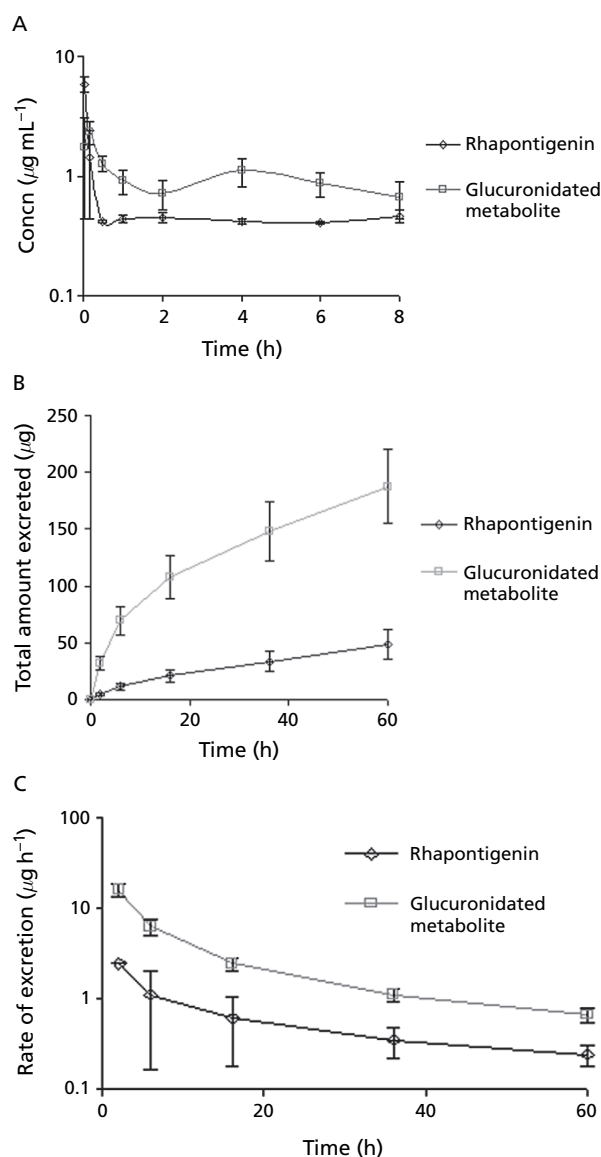 A
10
1
0.1
Concn (μg mL⁻¹)
0 2 4 6 8
Time (h)
Rhapontigenin
Glucuronidated
metabolite
B
250
200
150
100
50
0
Total amount excreted (μg)
0 20 40 60
Time (h)
Rhapontigenin
Glucuronidated
metabolite
C
100
10
1
0.1
Rate of excretion (μg h⁻¹)
0 20 40 60
Time (h)
Rhapontigenin
Glucuronidated
metabolite